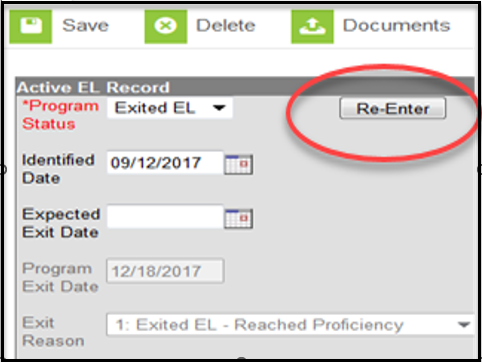 Save Delete Documents
Active EL Record
*Program Status Exited EL Re-Enter
Identified Date 09/12/2017
Expected Exit Date
Program Exit Date 12/18/2017
Exit Reason 1: Exited EL - Reached Proficiency